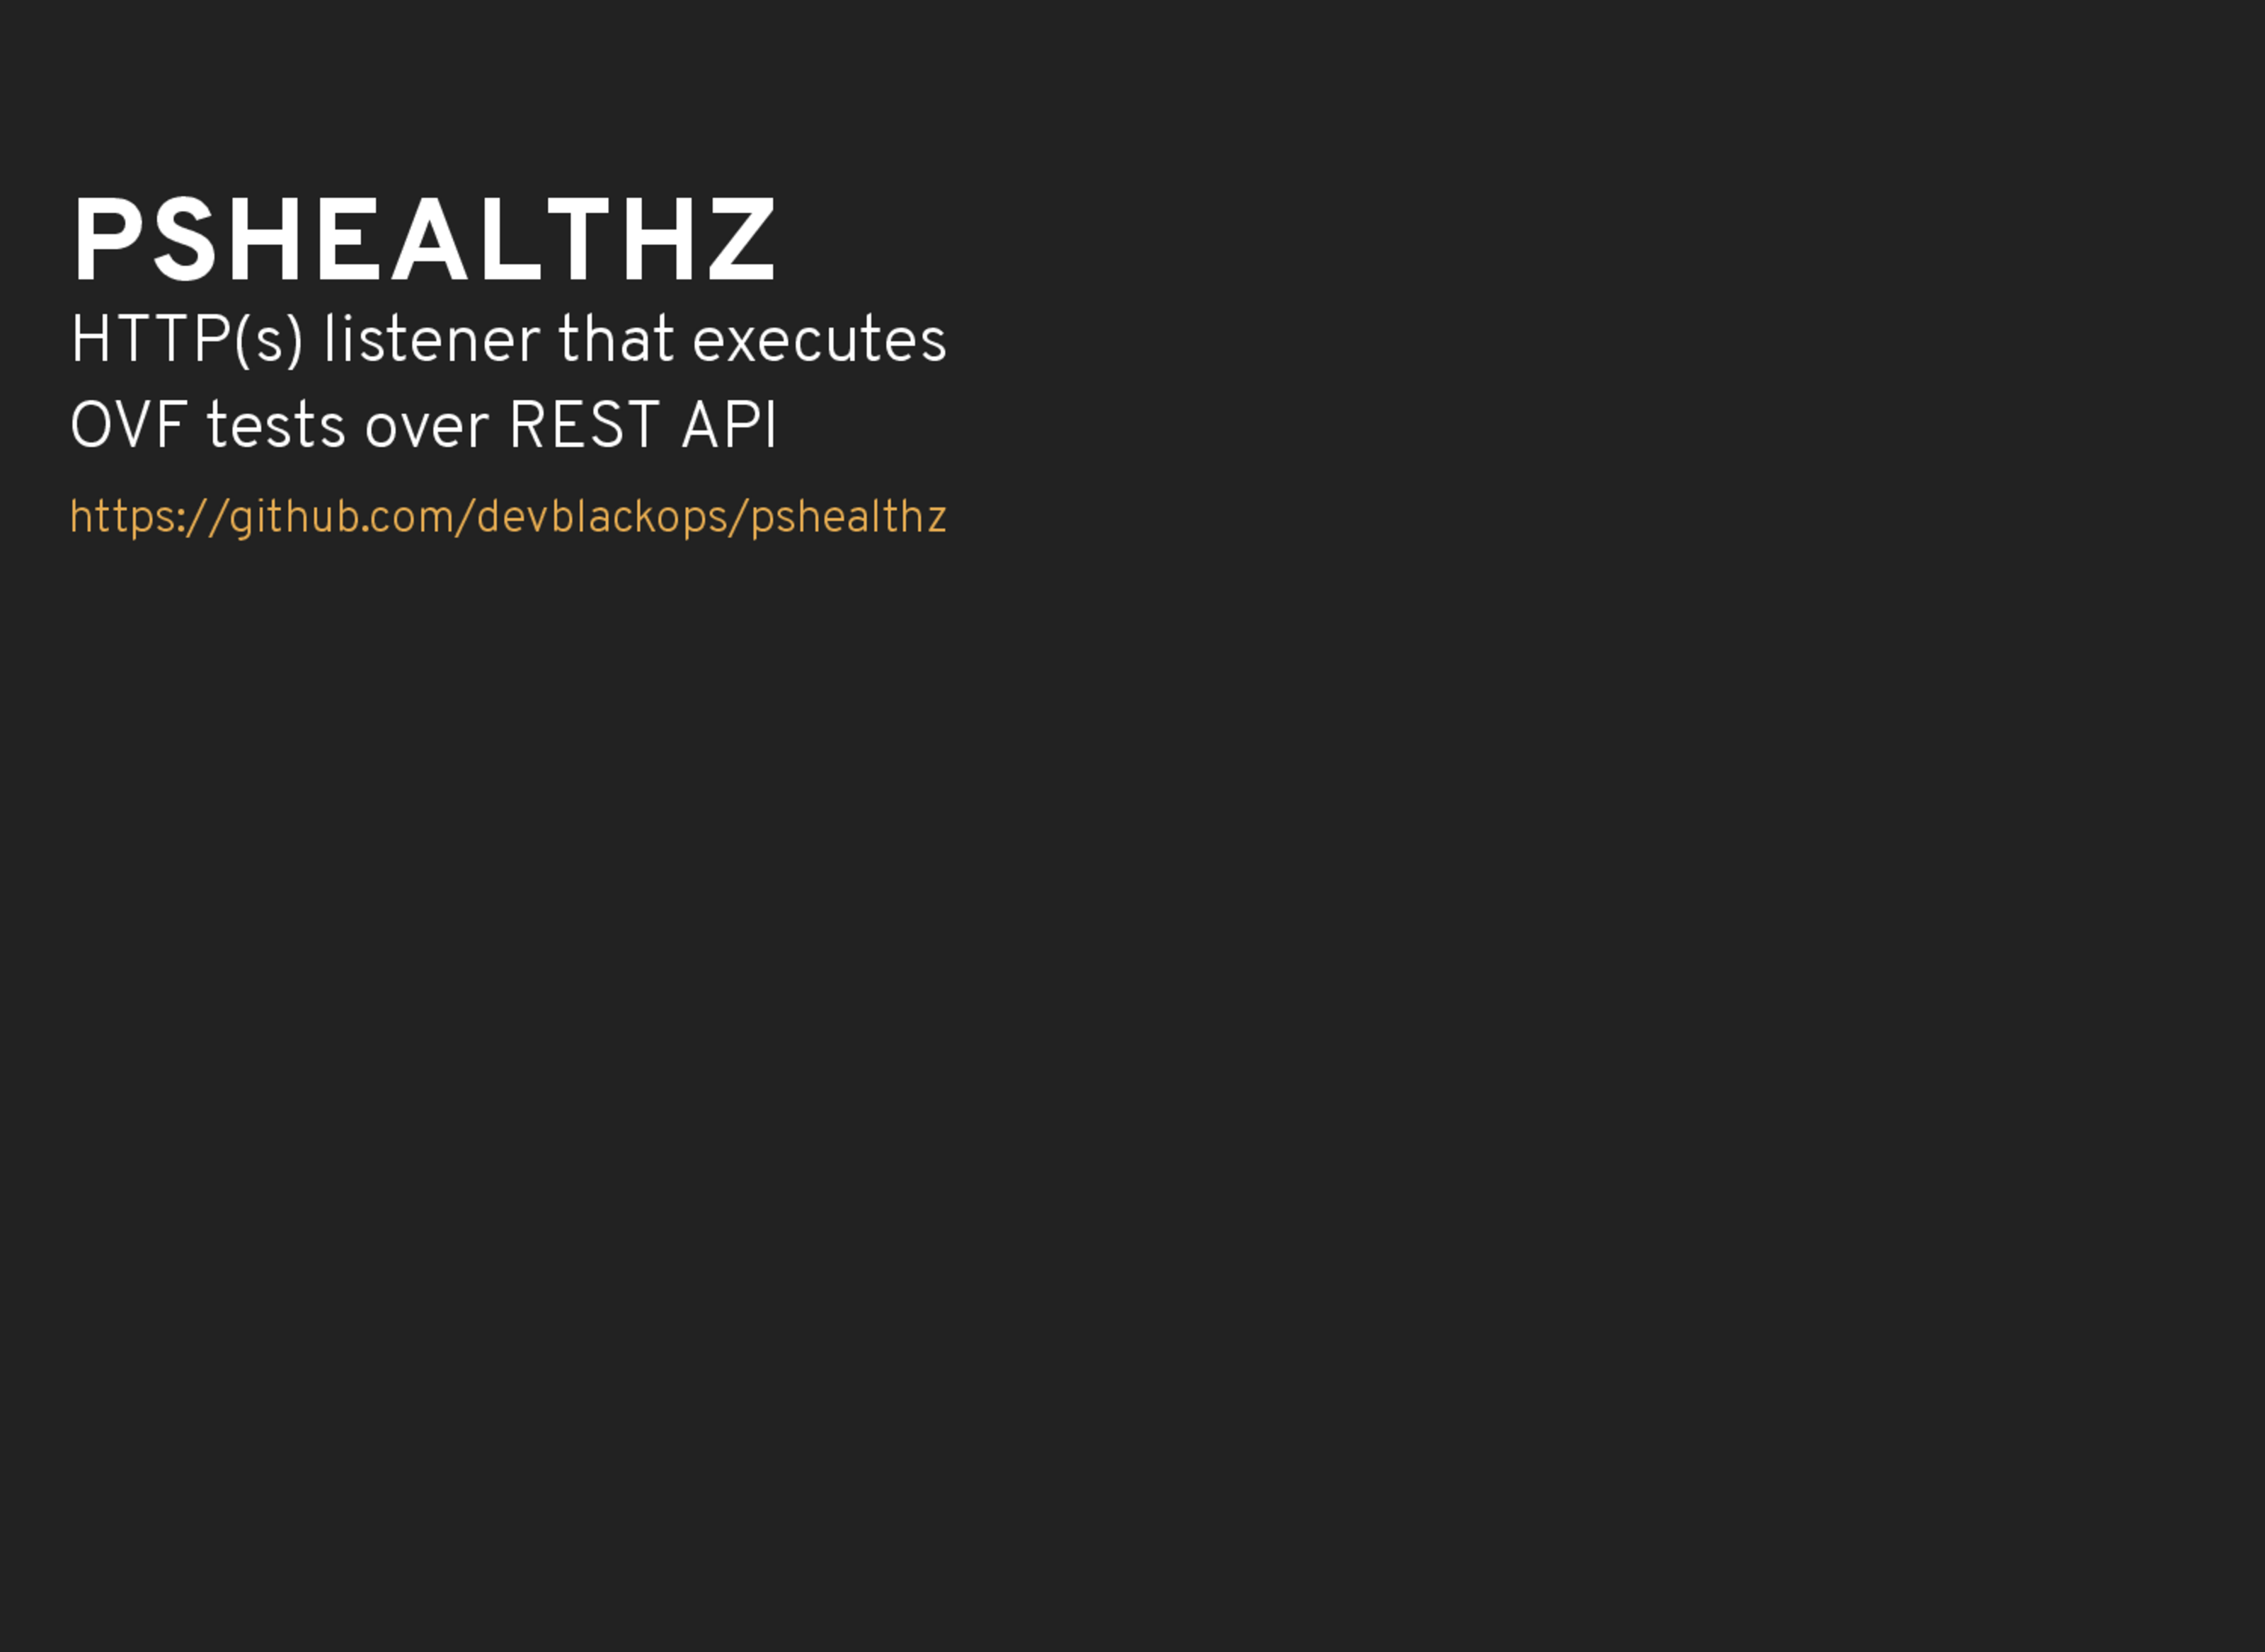 PSHEALTHZ
HTTP(s) listener that executes
OVF tests over REST API
https://github.com/devblackops/pshealthz